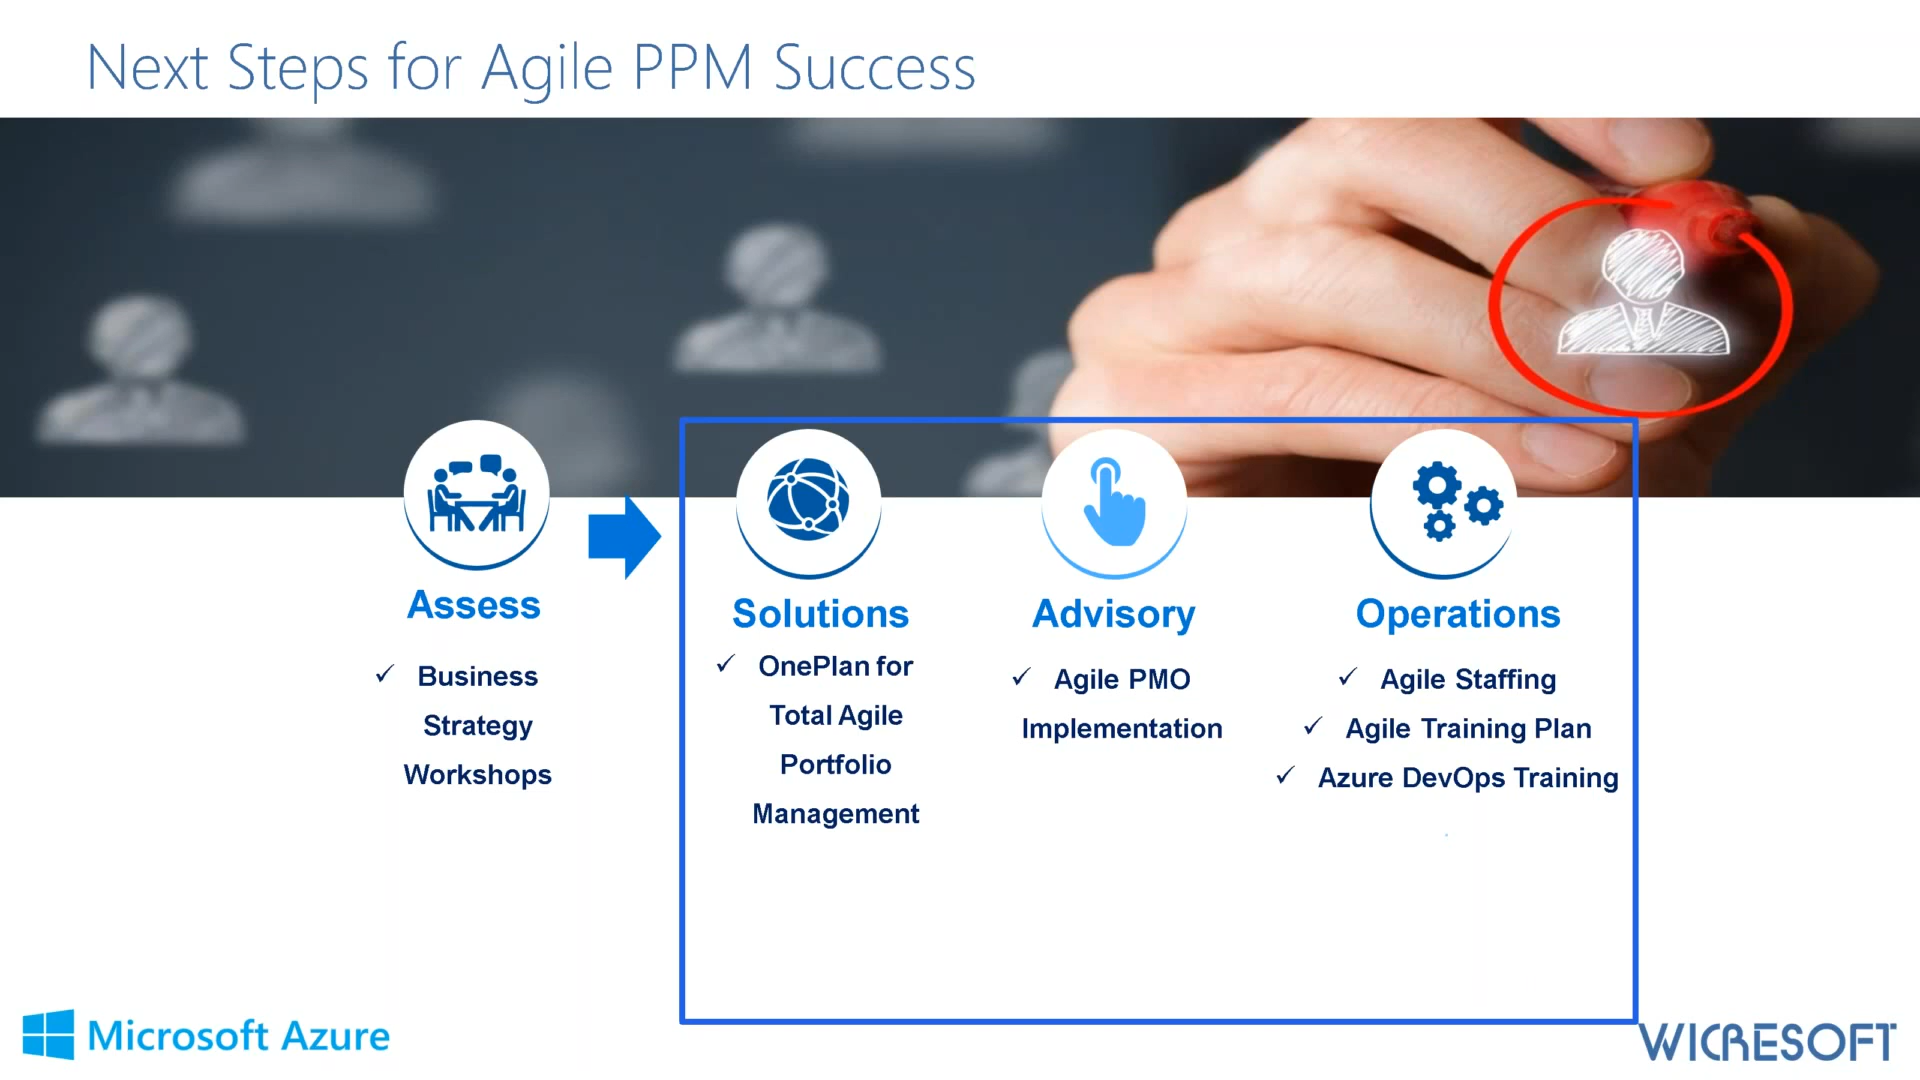 Next Steps for Agile PPM Success
Assess
✓ Business
Strategy
Workshops
Solutions
✓ OnePlan for
Total Agile
Portfolio
Management
Advisory
✓ Agile PMO
Implementation
Operations
✓ Agile Staffing
✓ Agile Training Plan
✓ Azure DevOps Training
Microsoft Azure
WICRESOFT